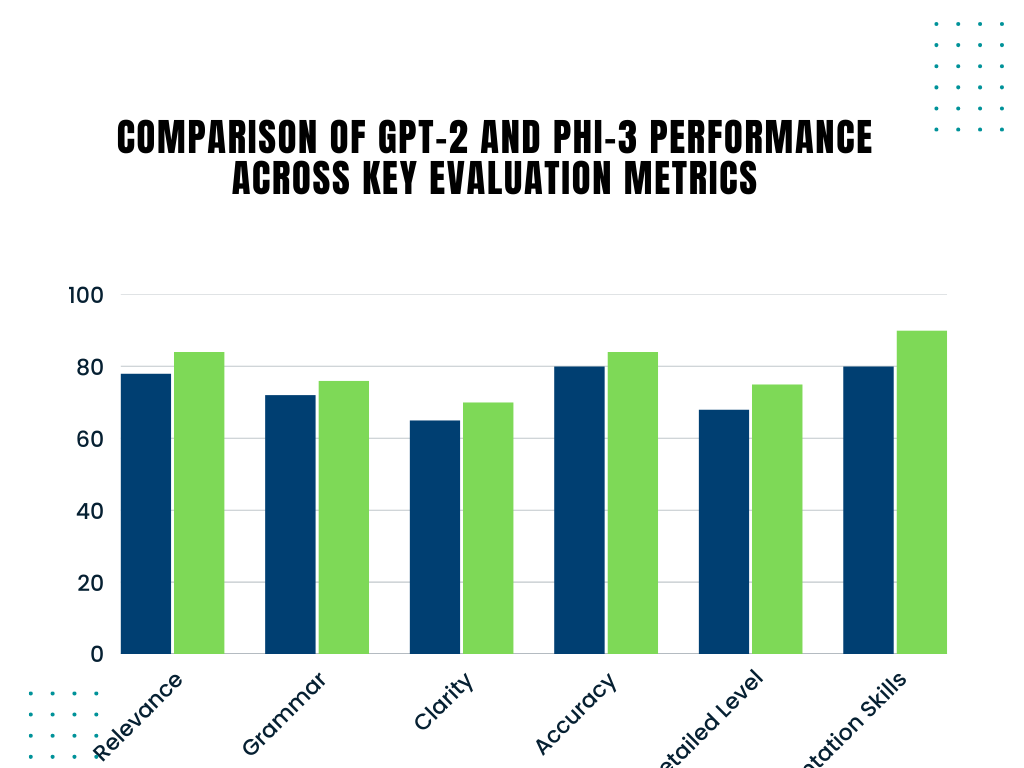 COMPARISON OF GPT-2 AND PHI-3 PERFORMANCE
ACROSS KEY EVALUATION METRICS
100
80
60
40
20
0
Relevance
Grammar
Clarity
Accuracy
etailed Level
ntation Skills